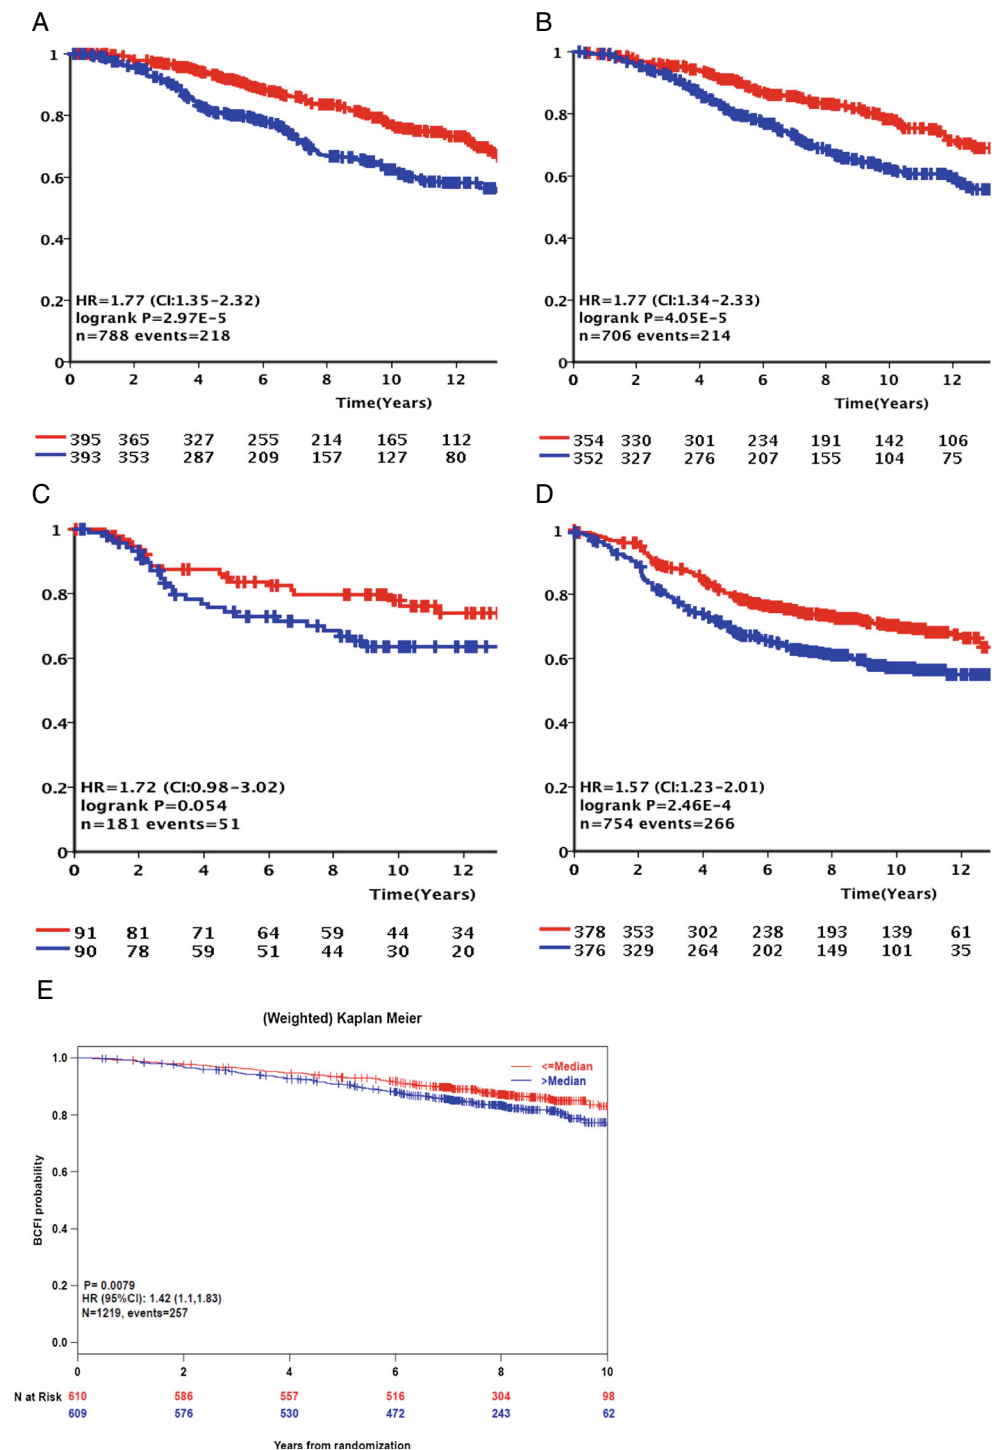 A
1
0.8
0.6
0.4
0.2
0
HR=1.77 (CI:1.35-2.32)
logrank P=2.97E-5
n=788 events=218
0 2 4 6 8 10 12
Time(Years)
395 365 327 255 214 165 112
393 353 287 209 157 127 80
B
1
0.8
0.6
0.4
0.2
0
HR=1.77 (CI:1.34-2.33)
logrank P=4.05E-5
n=706 events=214
0 2 4 6 8 10 12
Time(Years)
354 330 301 234 191 142 106
352 327 276 207 155 104 75
C
1
0.8
0.6
0.4
0.2
0
HR=1.72 (CI:0.98-3.02)
logrank P=0.054
n=181 events=51
0 2 4 6 8 10 12
Time(Years)
91 81 71 64 59 44 34
90 78 59 51 44 30 20
D
1
0.8
0.6
0.4
0.2
0
HR=1.57 (CI:1.23-2.01)
logrank P=2.46E-4
n=754 events=266
0 2 4 6 8 10 12
Time(Years)
378 353 302 238 193 139 61
376 329 264 202 149 101 35
E
(Weighted) Kaplan Meier
BCFI probability
1.0
0.8
0.6
0.4
0.2
0.0
<=Median
>Median
P= 0.0079
HR (95%CI): 1.42 (1.1,1.83)
N=1219, events=257
0 2 4 6 8 10
N at Risk 610 586 557 516 304 98
609 576 530 472 243 62
Years from randomization